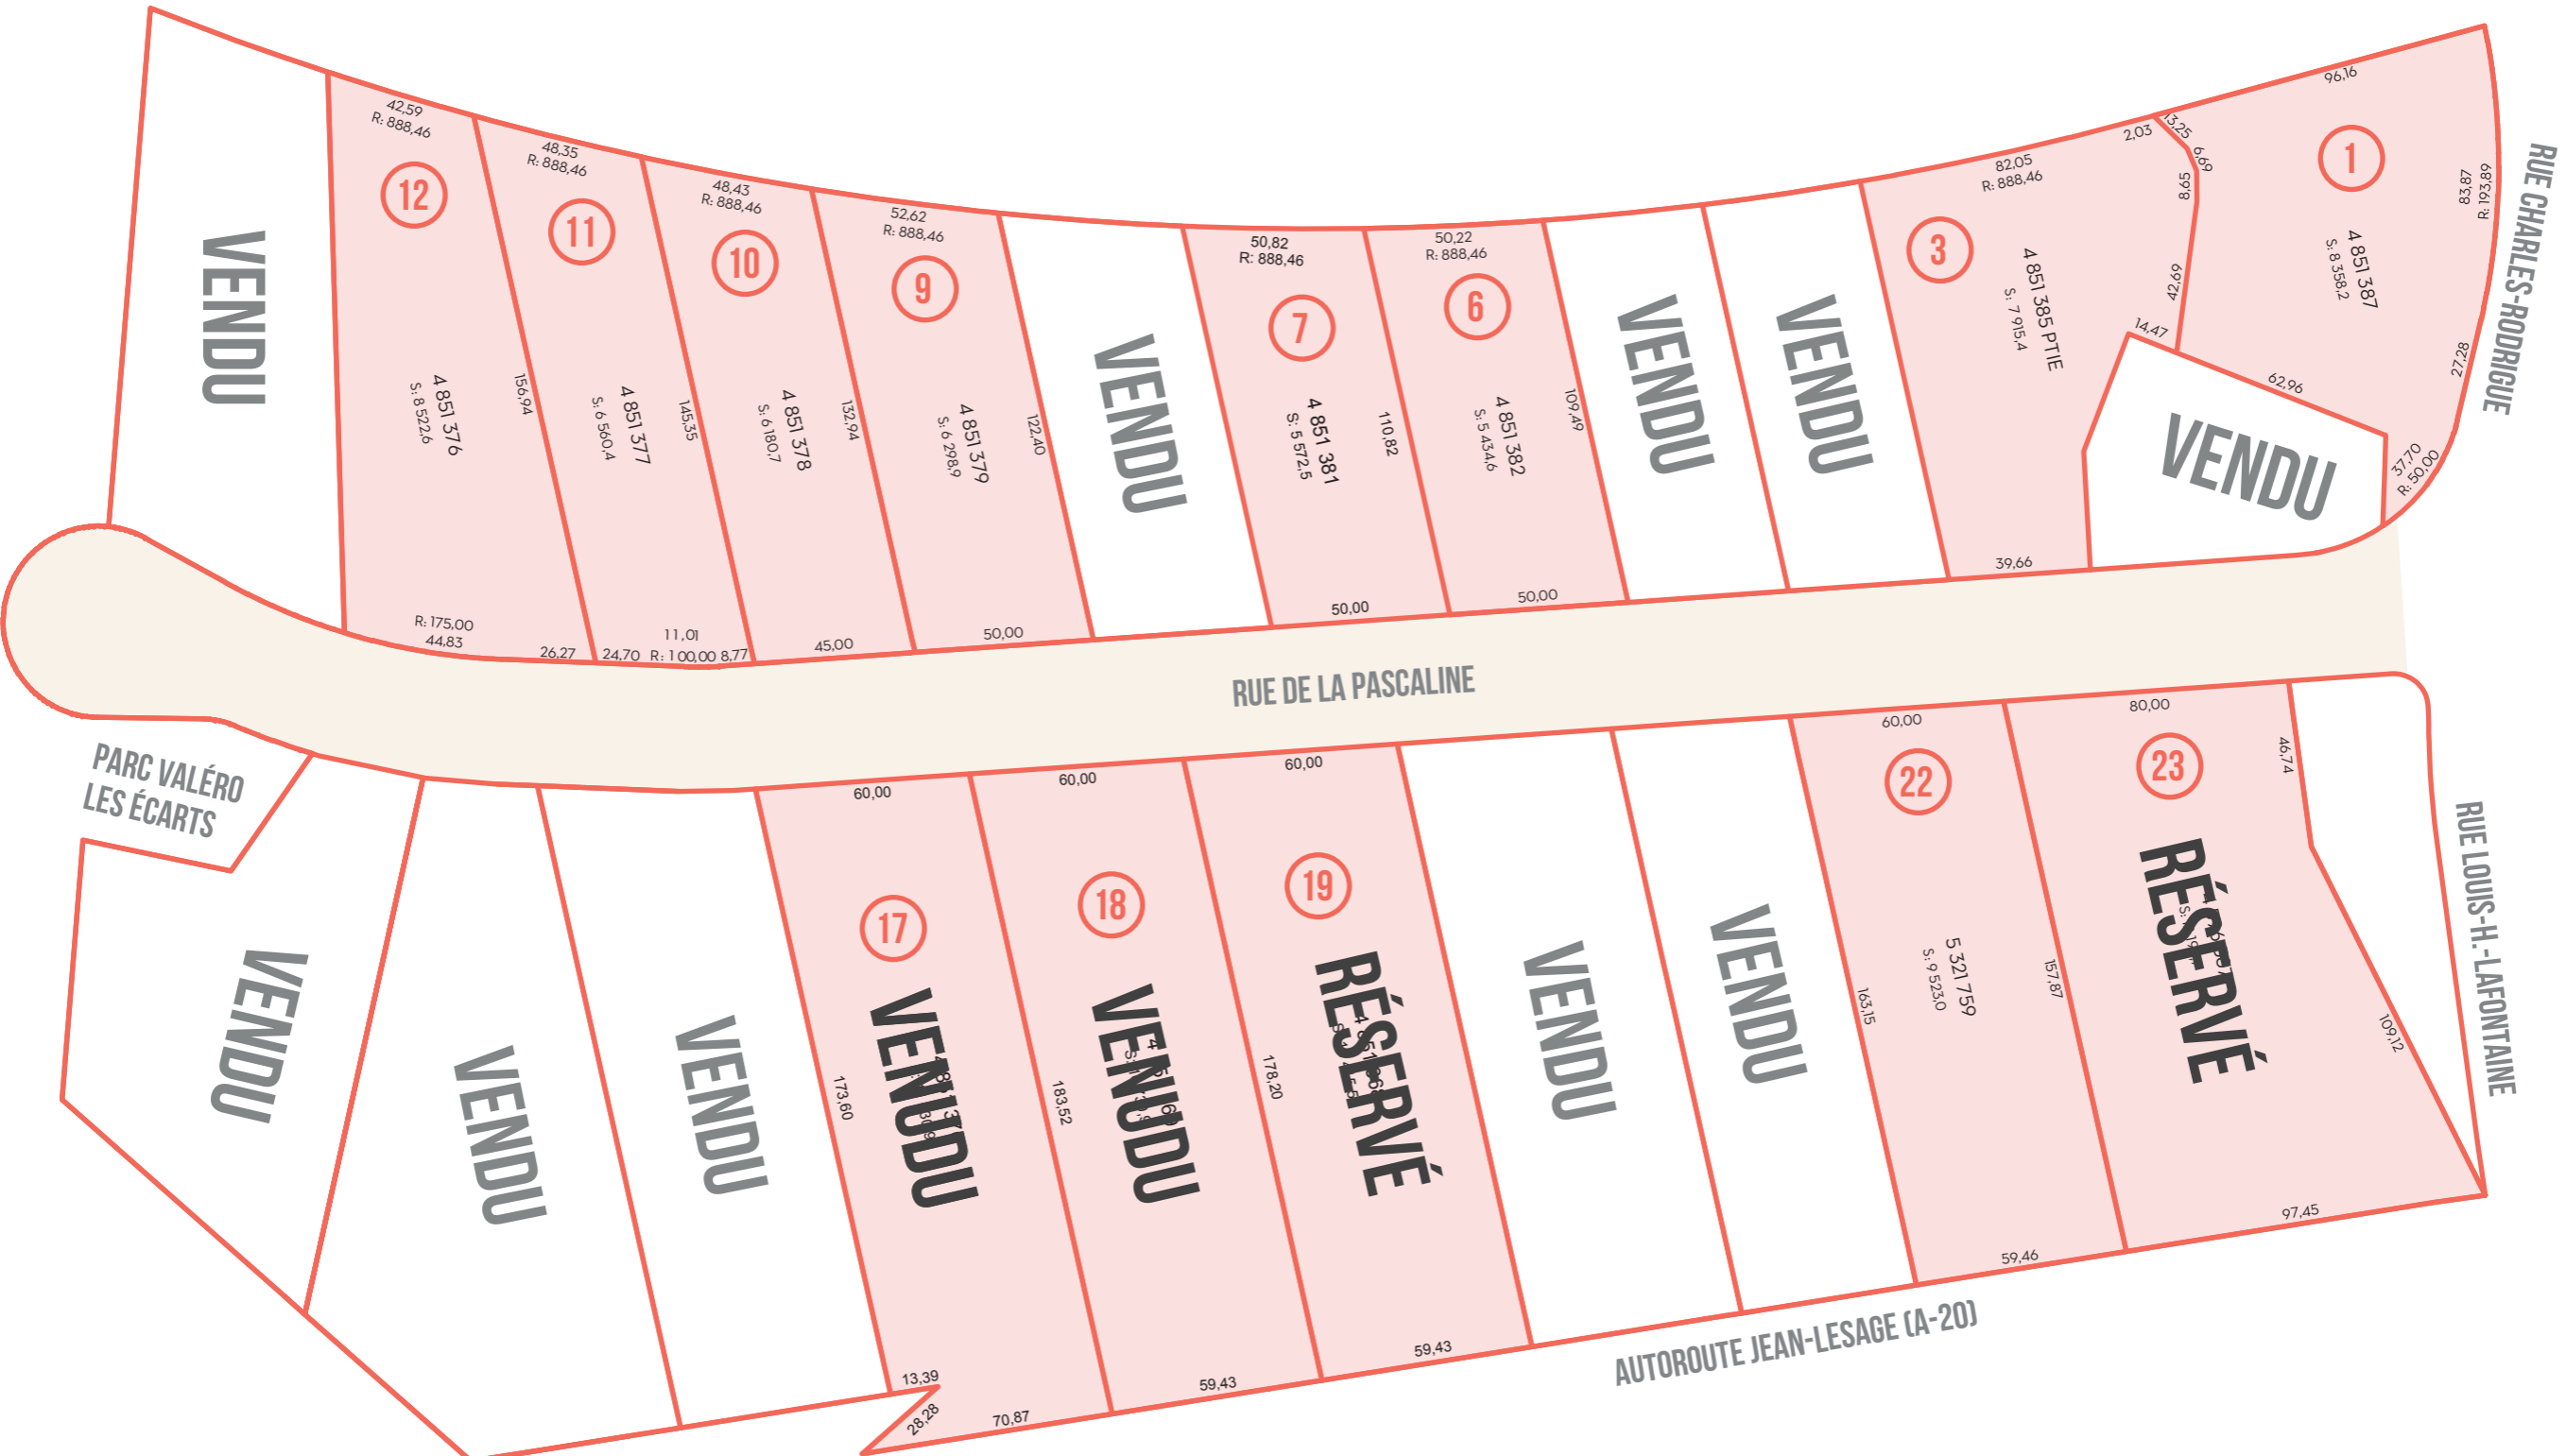 VENDU
42,59
R: 888,46
12
4 851 376
S: 8 522,6
156,94
R: 175,00
44,83
26,27
48,35
R: 888,46
11
4 851 377
S: 6 560,4
145,35
24,70
11,01
R: 100,00
8,77
48,43
R: 888,46
10
4 851 378
S: 6 180,7
132,94
45,00
52,62
R: 888,46
9
4 851 379
S: 6 298,9
122,40
50,00
VENDU
50,82
R: 888,46
7
4 851 381
S: 5 572,5
110,82
50,00
50,22
R: 888,46
6
4 851 382
S: 5 434,6
109,49
50,00
VENDU
VENDU
82,05
R: 888,46
2,03
3
4 851 385 PTIE
S: 7 915,4
39,66
13,25
6,69
8,65
42,69
14,47
62,96
VENDU
96,16
1
4 851 387
S: 8 358,2
83,87
R: 193,89
27,28
37,70
R: 50,00
RUE CHARLES-RODRIGUE
RUE DE LA PASCALINE
PARC VALÉRO
LES ÉCARTS
VENDU
VENDU
VENDU
60,00
17
VENUDU
173,60
13,39
28,28
70,87
60,00
18
VENUDU
183,52
59,43
60,00
19
RÉSERVÉ
178,20
59,43
VENDU
VENDU
60,00
22
5 321 759
S: 9 523,0
163,15
59,46
80,00
23
RÉSERVÉ
46,74
157,87
109,12
97,45
RUE LOUIS-H.-LAFONTAINE
AUTOROUTE JEAN-LESAGE (A-20)